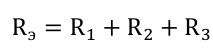 Rэ = R1 + R2 + R3